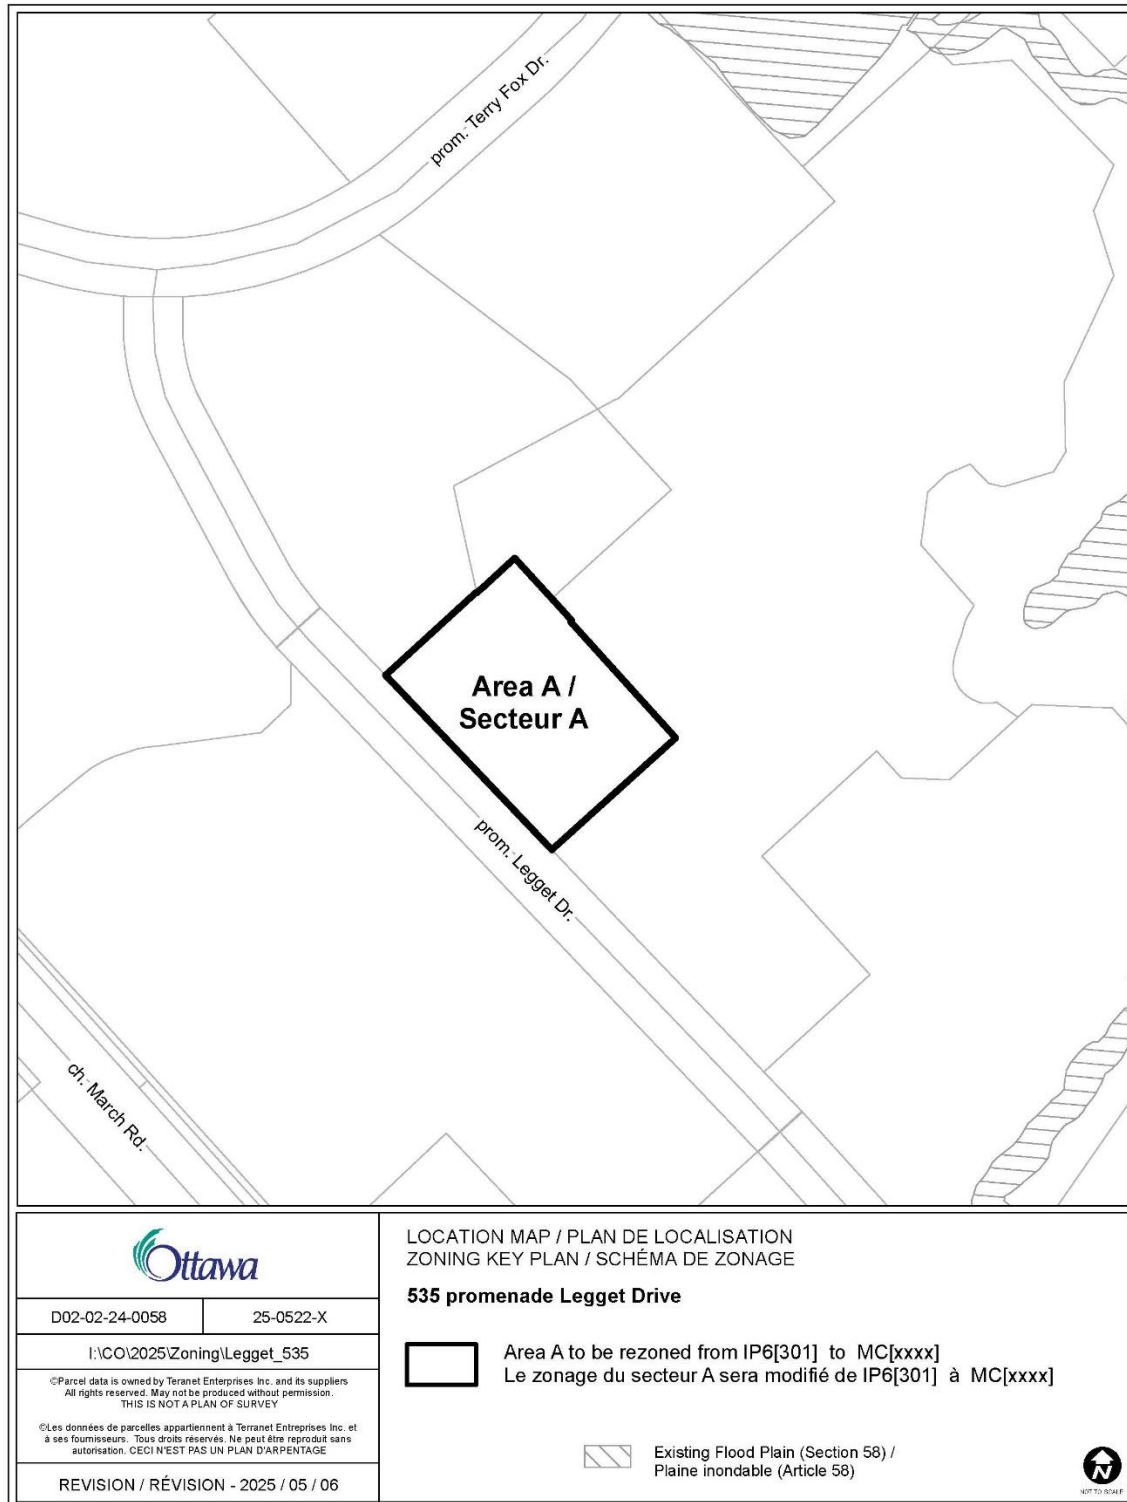 prom. Terry Fox Dr.
Area A /
Secteur A
prom. Legget Dr.
ch. March Rd.
Ottawa
D02-02-24-0058
25-0522-X
I:\CO\2025\Zoning\Legget_535
©Parcel data is owned by Teranet Enterprises Inc. and its suppliers
All rights reserved. May not be produced without permission.
THIS IS NOT A PLAN OF SURVEY
©Les données de parcelles appartiennent à Terranet Entreprises Inc. et
à ses fournisseurs. Tous droits réservés. Ne peut être reproduit sans
autorisation. CECI N'EST PAS UN PLAN D'ARPENTAGE
REVISION / RÉVISION - 2025 / 05 / 06
LOCATION MAP / PLAN DE LOCALISATION
ZONING KEY PLAN / SCHÉMA DE ZONAGE
535 promenade Legget Drive
Area A to be rezoned from IP6[301] to MC[xxxx]
Le zonage du secteur A sera modifié de IP6[301] à MC[xxxx]
Existing Flood Plain (Section 58) /
Plaine inondable (Article 58)
N
NOT TO SCALE